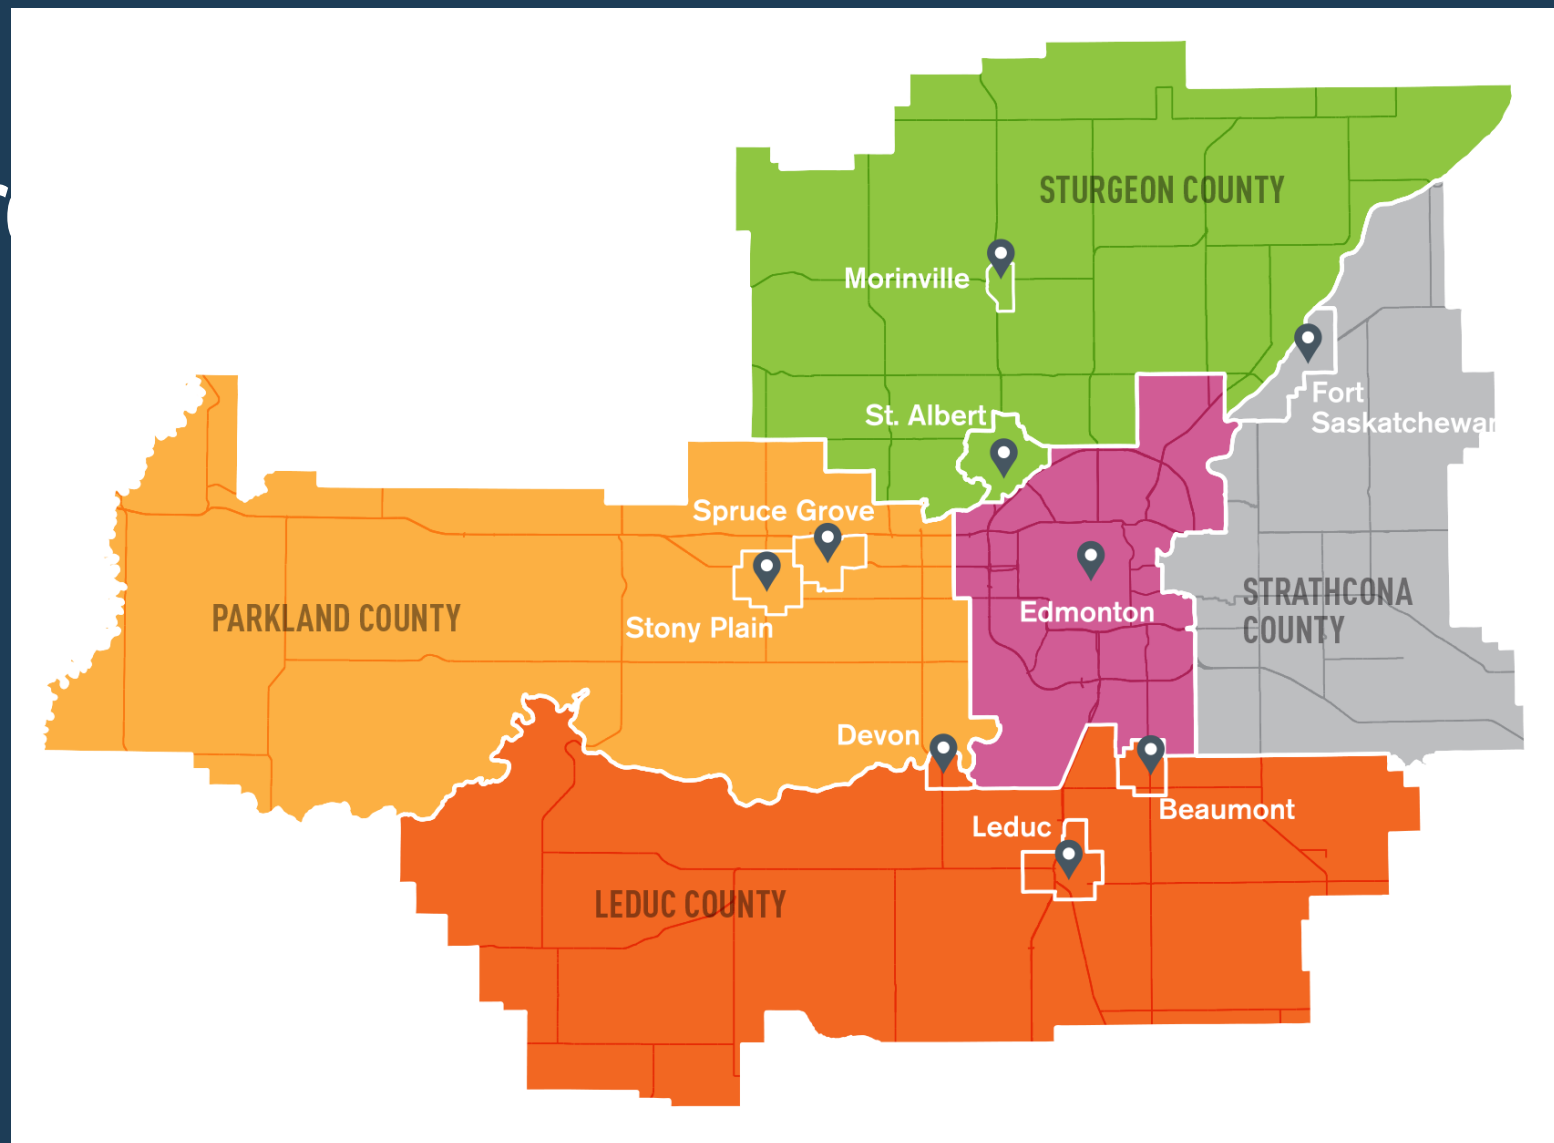 STURGEON COUNTY
Morinville
St. Albert
Fort
Saskatchewan
Spruce Grove
STRATHCONA
COUNTY
PARKLAND COUNTY
Edmonton
Stony Plain
Devon
Beaumont
Leduc
LEDUC COUNTY